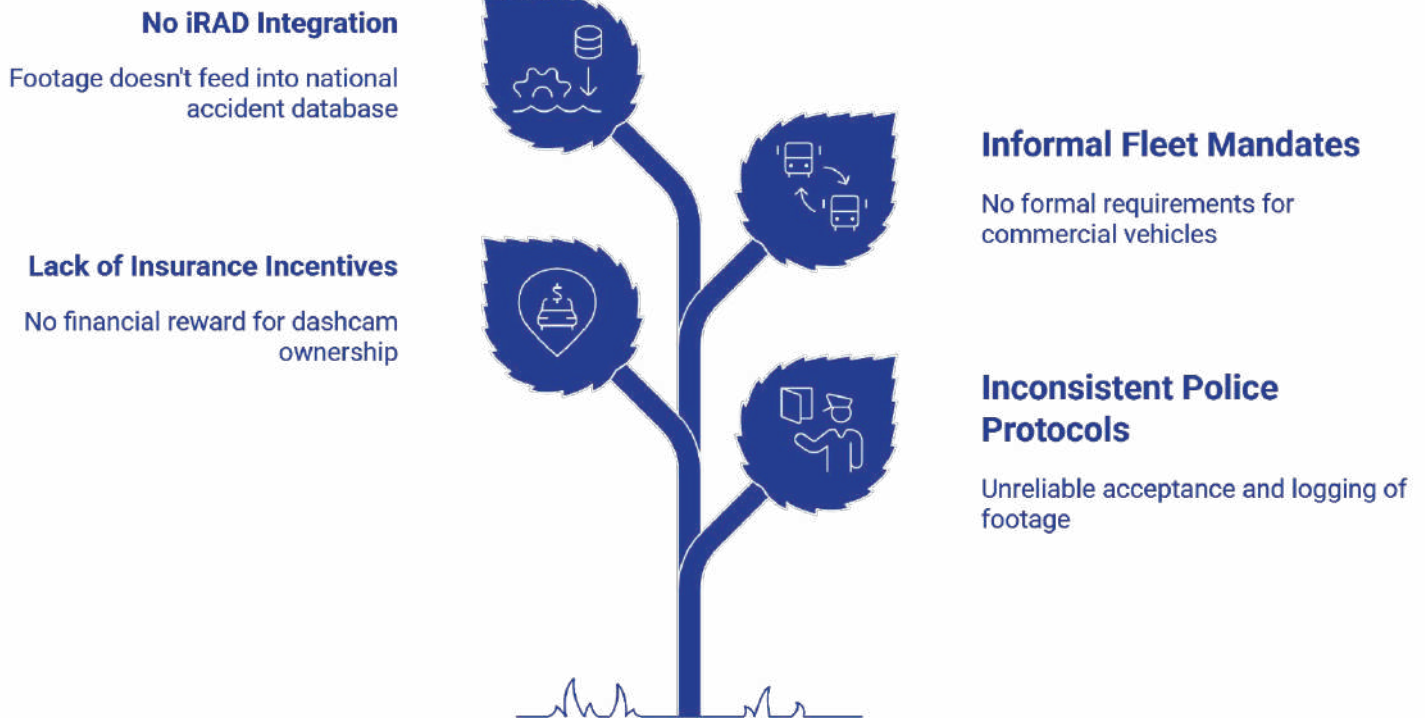 No iRAD Integration
Footage doesn't feed into national
accident database
Informal Fleet Mandates
No formal requirements for
commercial vehicles
Lack of Insurance Incentives
No financial reward for dashcam
ownership
Inconsistent Police
Protocols
Unreliable acceptance and logging of
footage